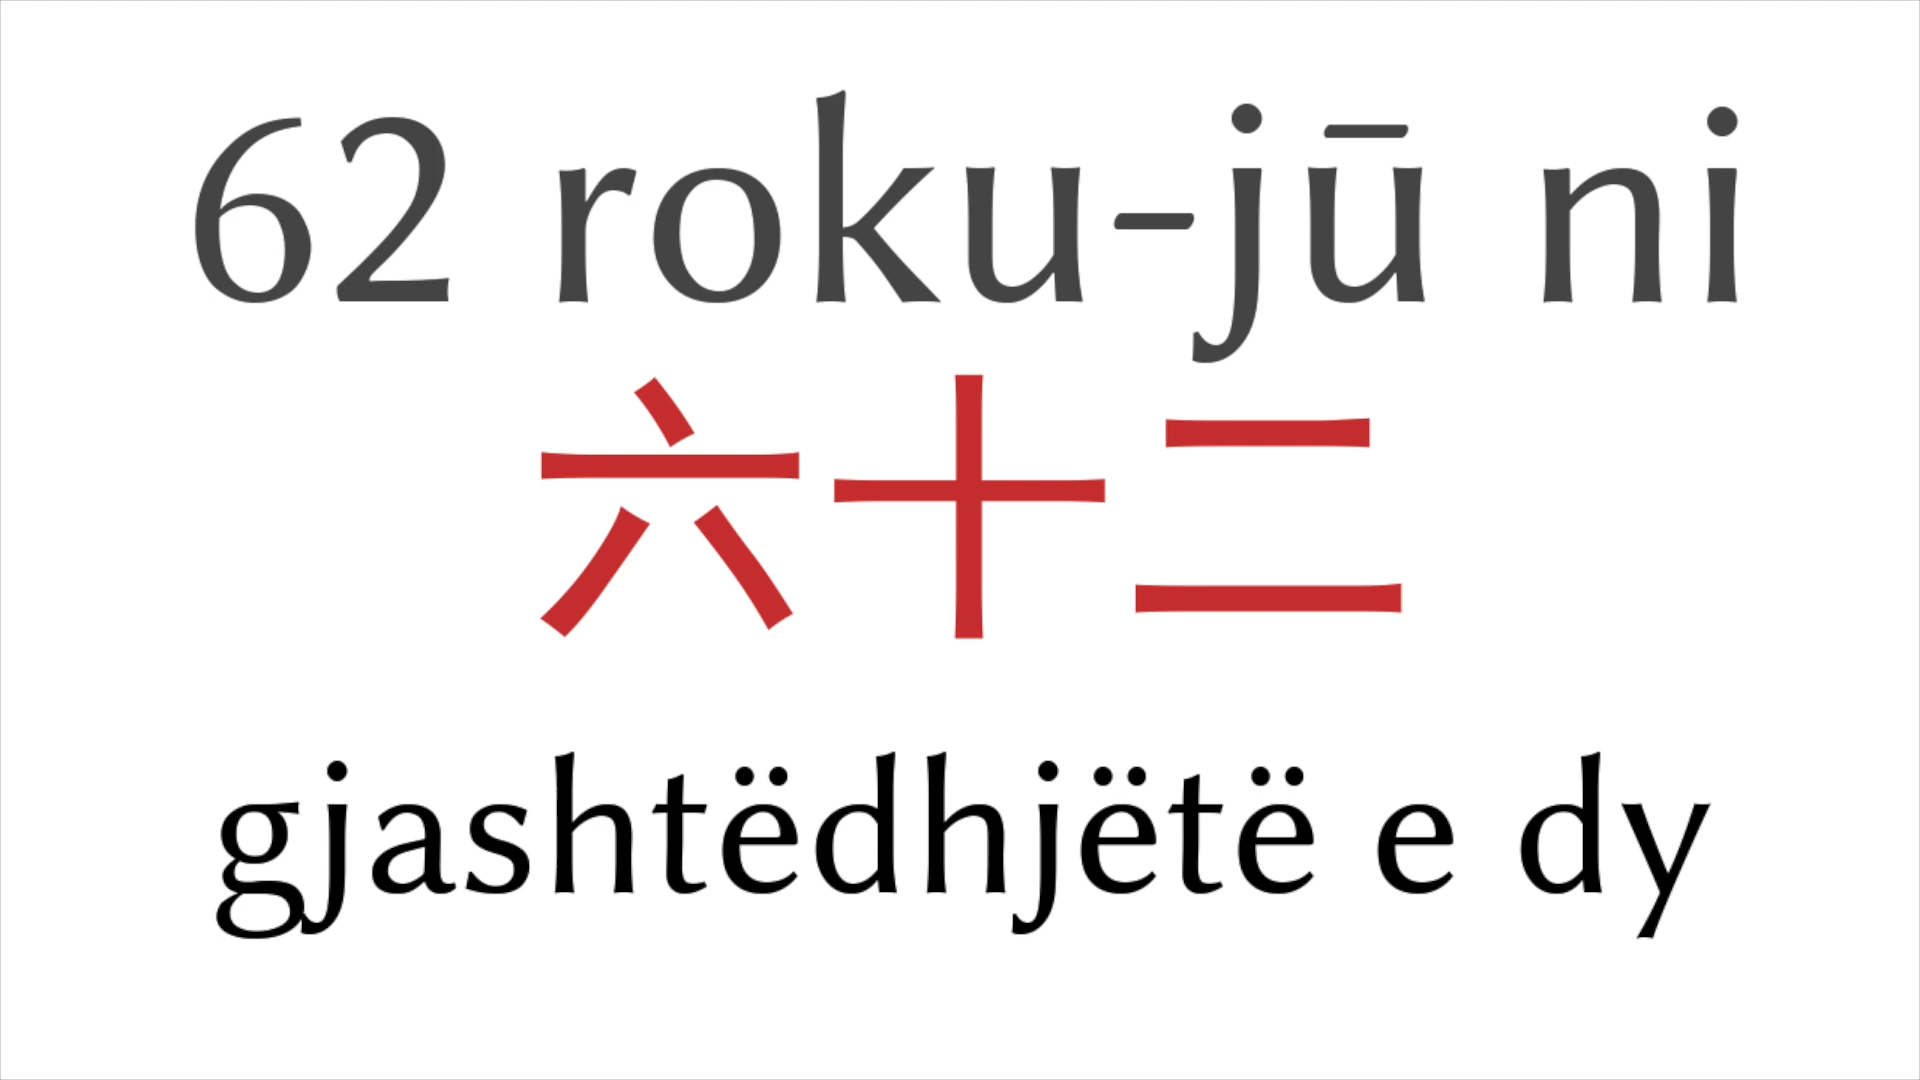 62 roku-jū ni
六十二
gjashtëdhjëtë e dy